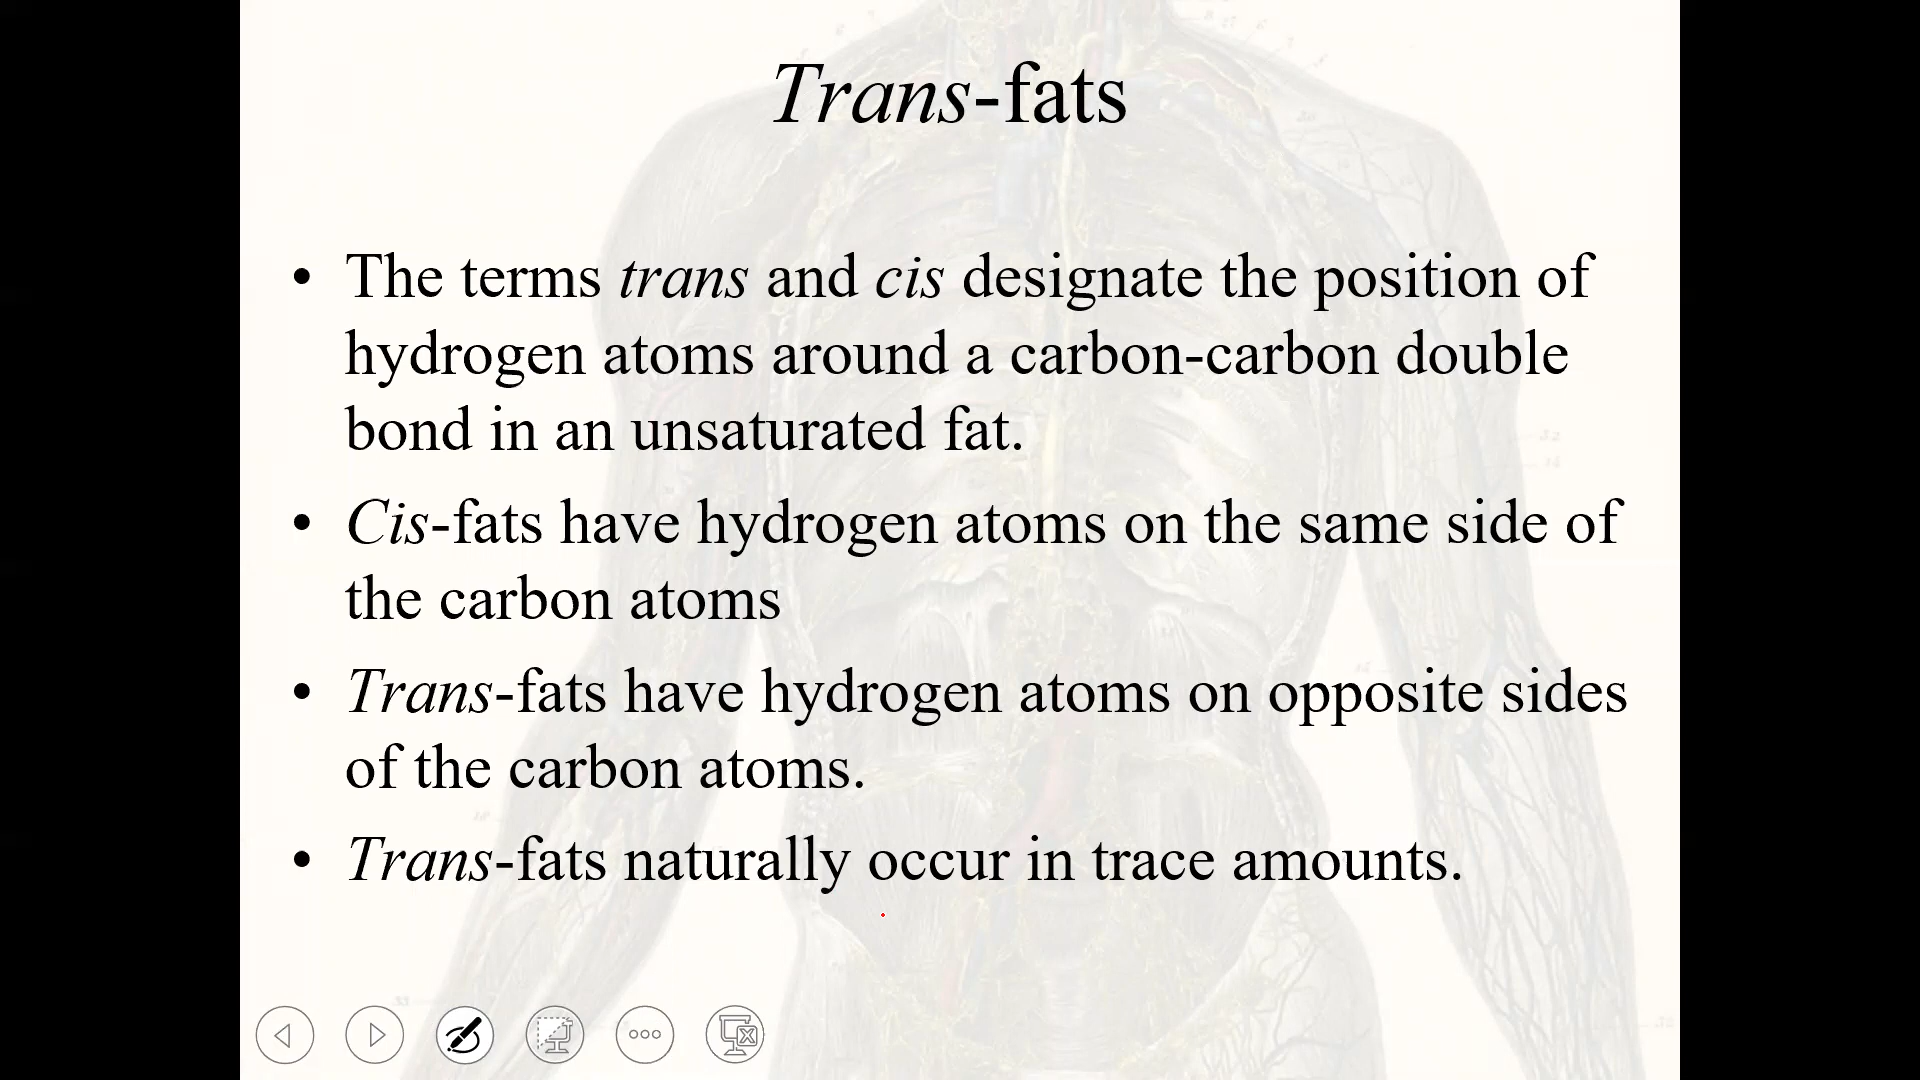 Trans-fats
• The terms trans and cis designate the position of
hydrogen atoms around a carbon-carbon double
bond in an unsaturated fat.
• Cis-fats have hydrogen atoms on the same side of
the carbon atoms
• Trans-fats have hydrogen atoms on opposite sides
of the carbon atoms.
• Trans-fats naturally occur in trace amounts.